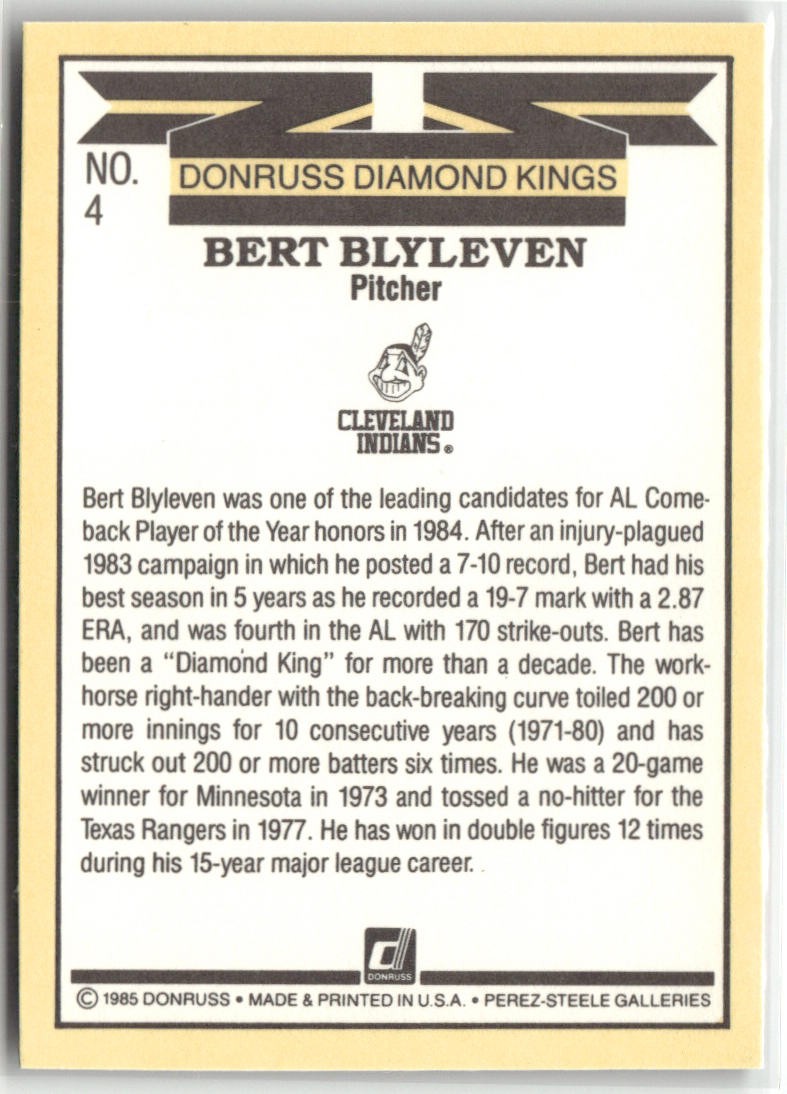 NO.
4
DONRUSS DIAMOND KINGS
BERT BLYLEVEN
Pitcher
CLEVELAND
INDIANS®
Bert Blyleven was one of the leading candidates for AL Come-
back Player of the Year honors in 1984. After an injury-plagued
1983 campaign in which he posted a 7-10 record, Bert had his
best season in 5 years as he recorded a 19-7 mark with a 2.87
ERA, and was fourth in the AL with 170 strike-outs. Bert has
been a “Diamond King” for more than a decade. The work-
horse right-hander with the back-breaking curve toiled 200 or
more innings for 10 consecutive years (1971-80) and has
struck out 200 or more batters six times. He was a 20-game
winner for Minnesota in 1973 and tossed a no-hitter for the
Texas Rangers in 1977. He has won in double figures 12 times
during his 15-year major league career.
d
DONRUSS
© 1985 DONRUSS • MADE & PRINTED IN U.S.A. • PEREZ-STEELE GALLERIES